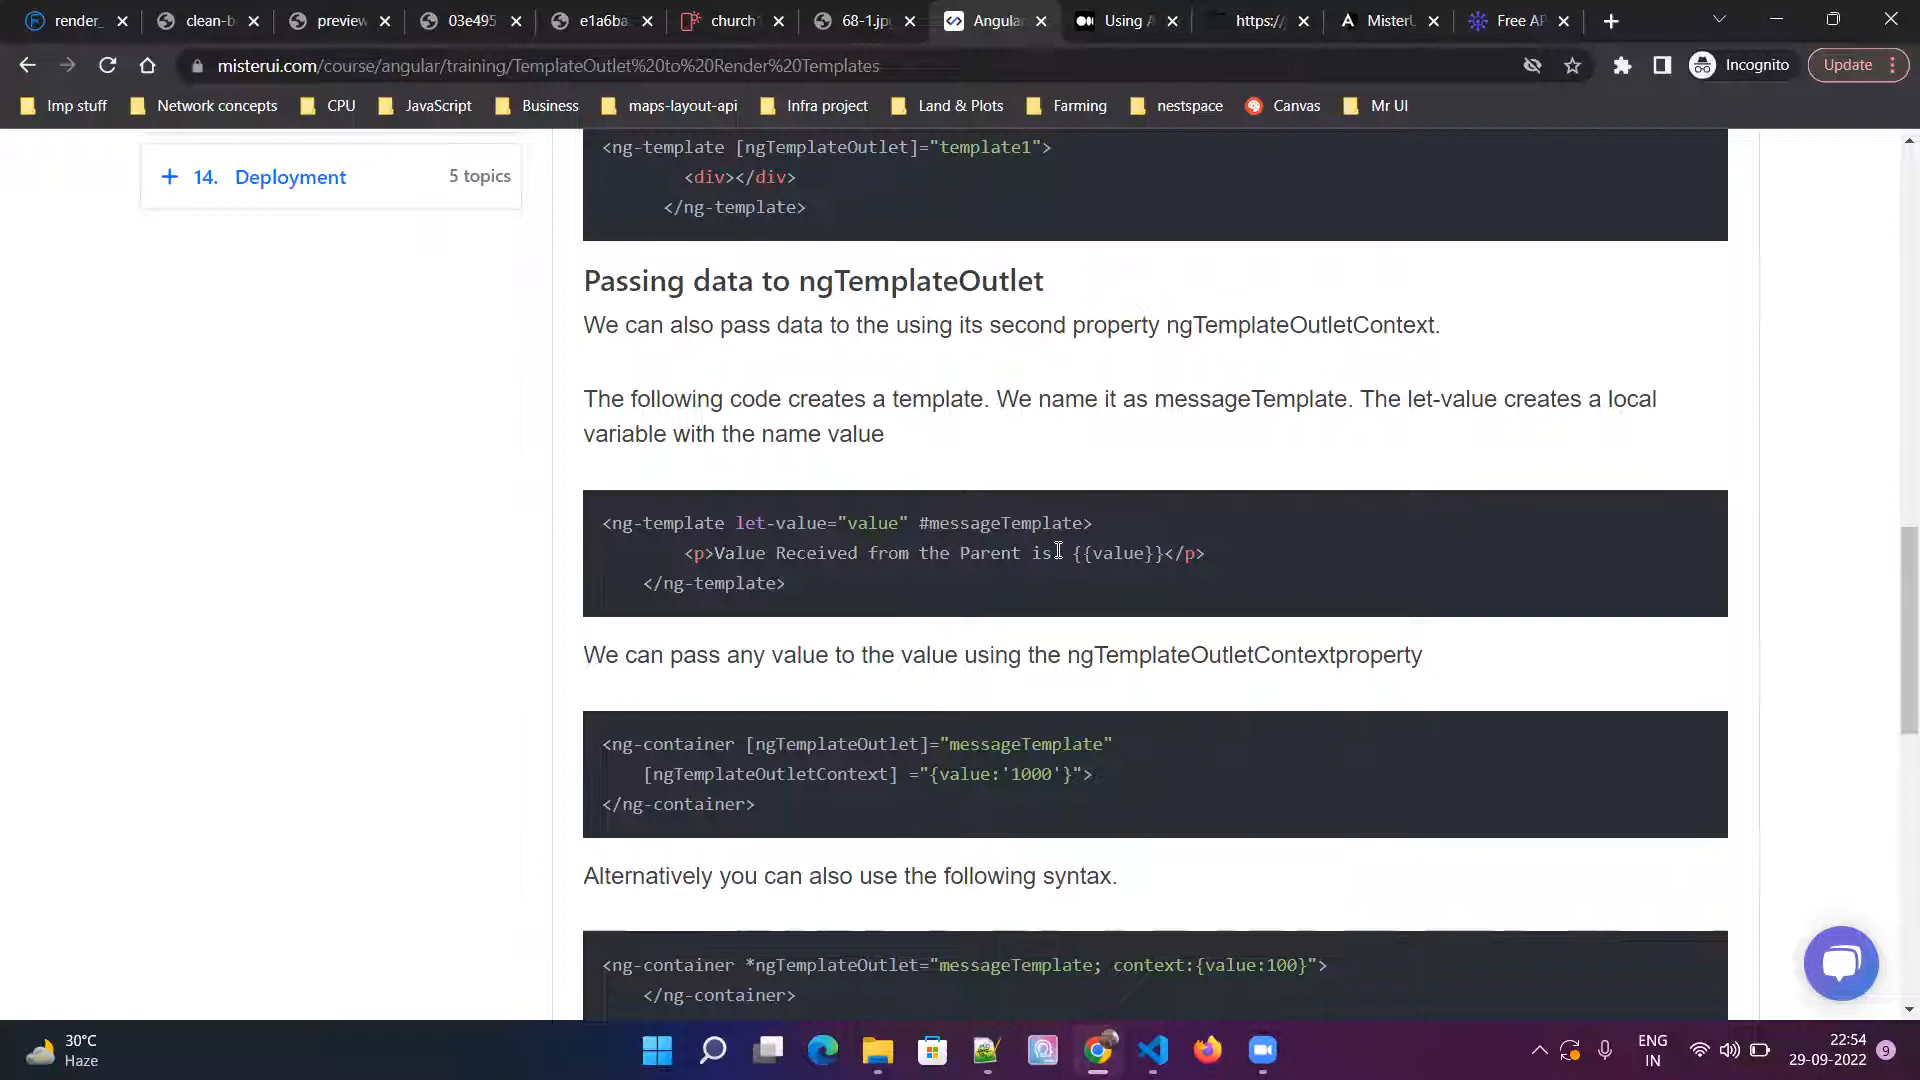 render_
clean-b
preview
03e495
e1a6ba
church
68-1.jpg
Angular
Using A
https://
MisterU
Free AP
misterui.com/course/angular/training/TemplateOutlet%20to%20Render%20Templates
Incognito
Update
Imp stuff
Network concepts
CPU
JavaScript
Business
maps-layout-api
Infra project
Land & Plots
Farming
nestspace
Canvas
Mr UI
+ 14. Deployment 5 topics
<ng-template [ngTemplateOutlet]="template1">
<div></div>
</ng-template>
Passing data to ngTemplateOutlet
We can also pass data to the using its second property ngTemplateOutletContext.
The following code creates a template. We name it as messageTemplate. The let-value creates a local
variable with the name value
<ng-template let-value="value" #messageTemplate>
<p>Value Received from the Parent is {{value}}</p>
</ng-template>
We can pass any value to the value using the ngTemplateOutletContextproperty
<ng-container [ngTemplateOutlet]="messageTemplate"
[ngTemplateOutletContext] ="{value:'1000'}">
</ng-container>
Alternatively you can also use the following syntax.
<ng-container *ngTemplateOutlet="messageTemplate; context:{value:100}">
</ng-container>
30°C
Haze
ENG
IN
22:54
29-09-2022
9